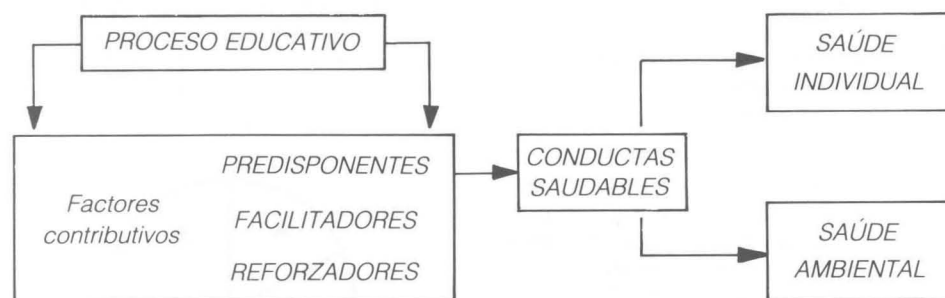 PROCESO EDUCATIVO
SAÚDE
INDIVIDUAL
PREDISPONENTES
Factores
contributivos
FACILITADORES
REFORZADORES
CONDUCTAS
SAUDABLES
SAÚDE
AMBIENTAL